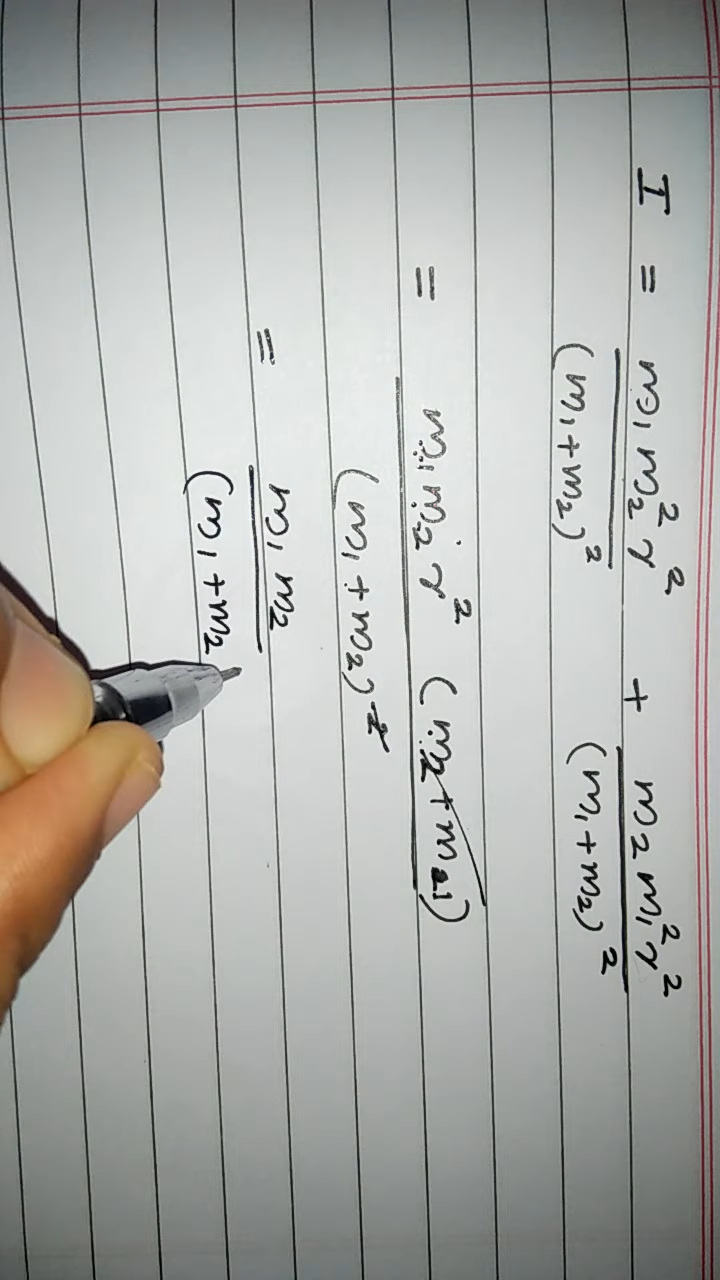 I = m₁m₂²r²/(m₁+m₂)² + m₂m₁²r²/(m₁+m₂)²
= m₁m₂r²(m₂+m₁)/(m₁+m₂)²
= m₁m₂/(m₁+m₂